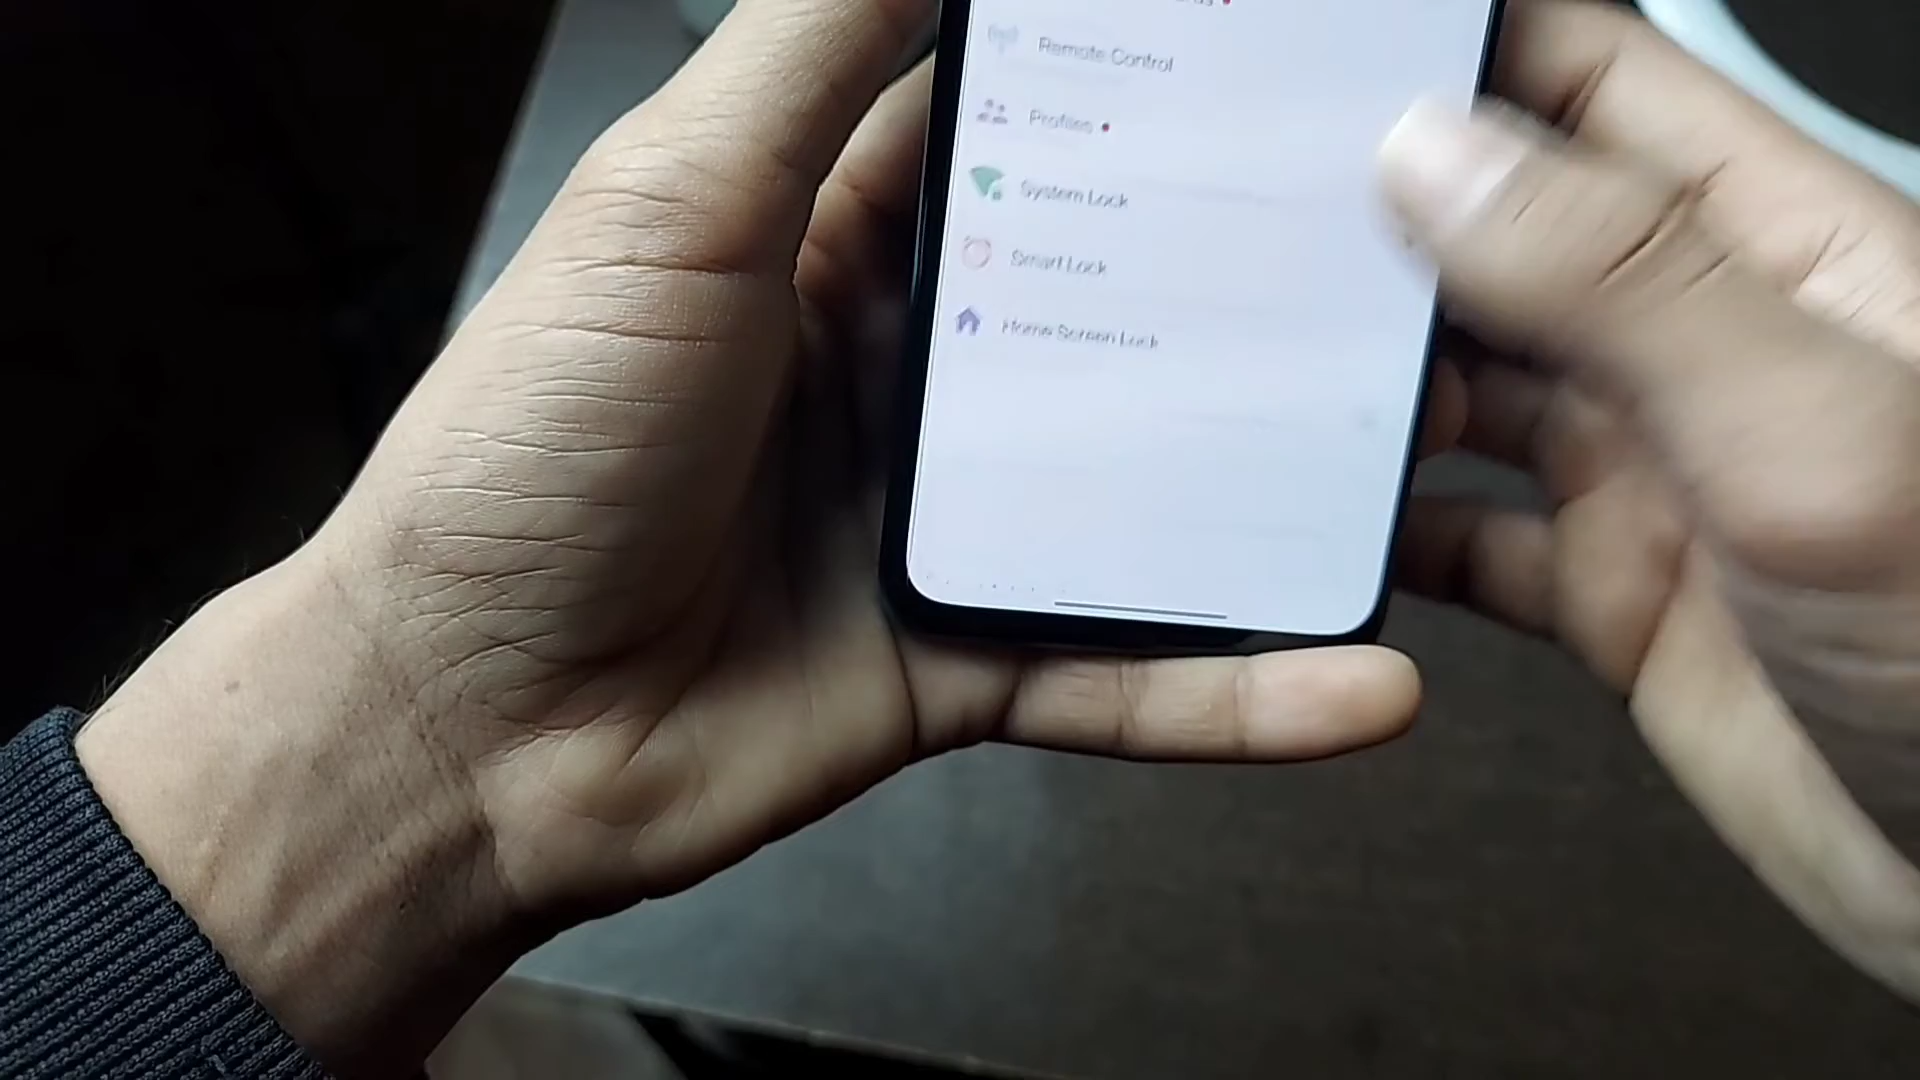 Remote Control
Profiles
System Lock
Smart Lock
Home Screen Lock